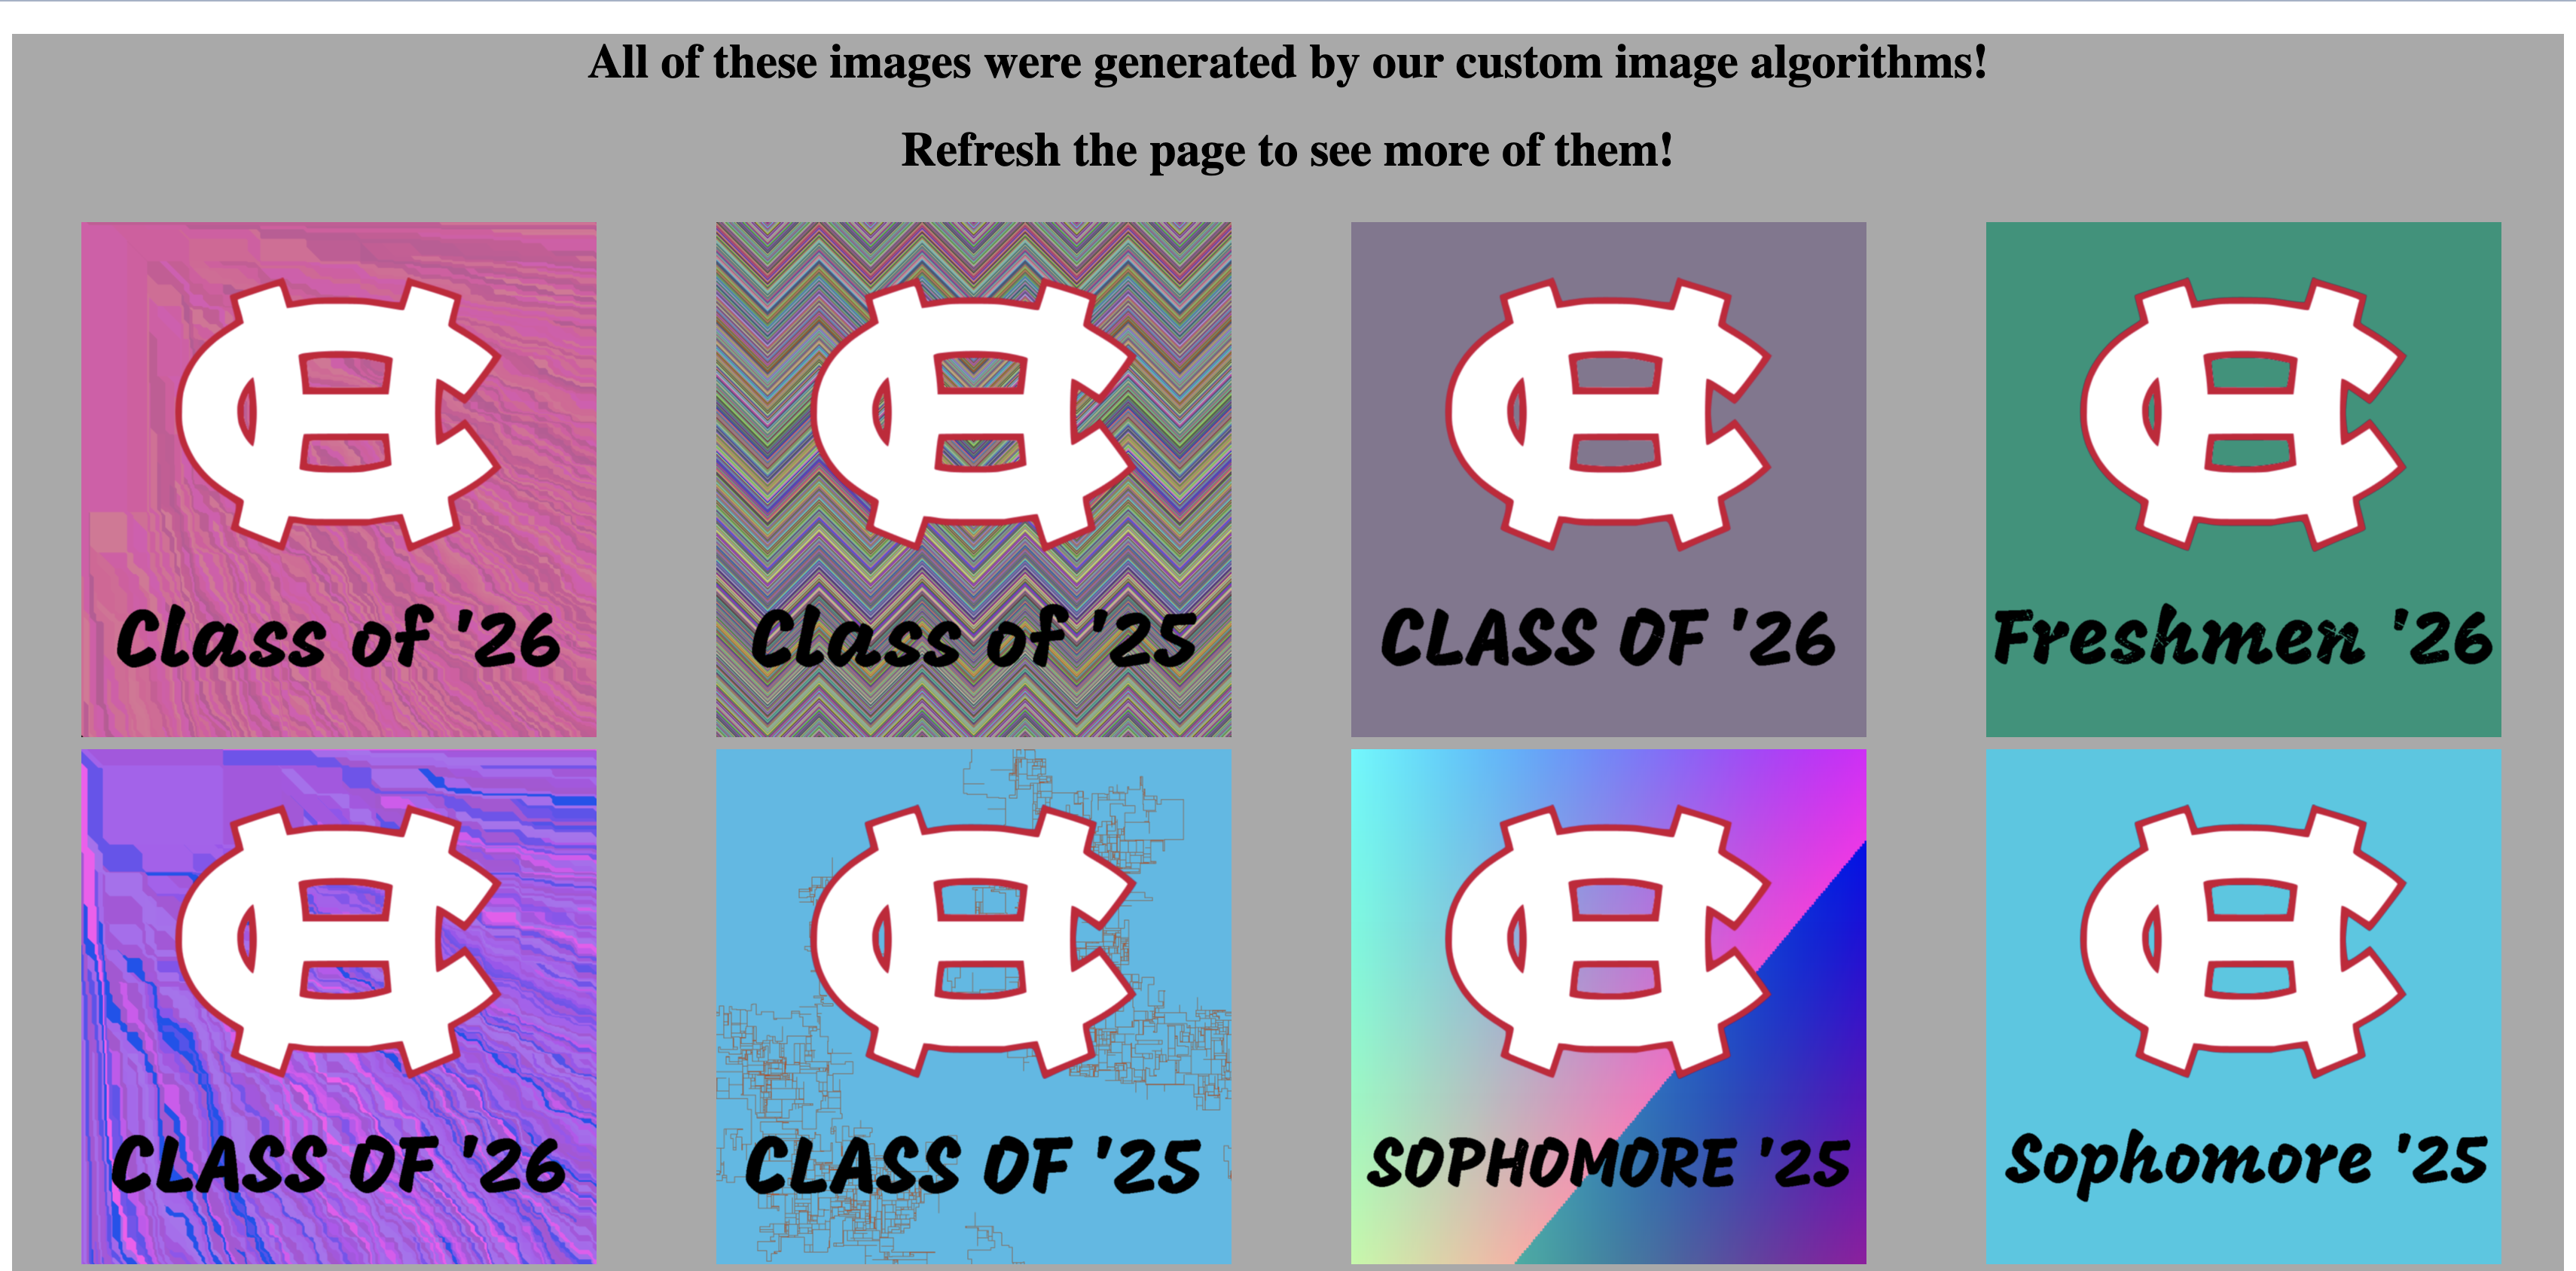 All of these images were generated by our custom image algorithms!
Refresh the page to see more of them!
Class of '26
Class of '25
CLASS OF '26
Freshmen '26
CLASS OF '26
CLASS OF '25
SOPHOMORE '25
Sophomore '25